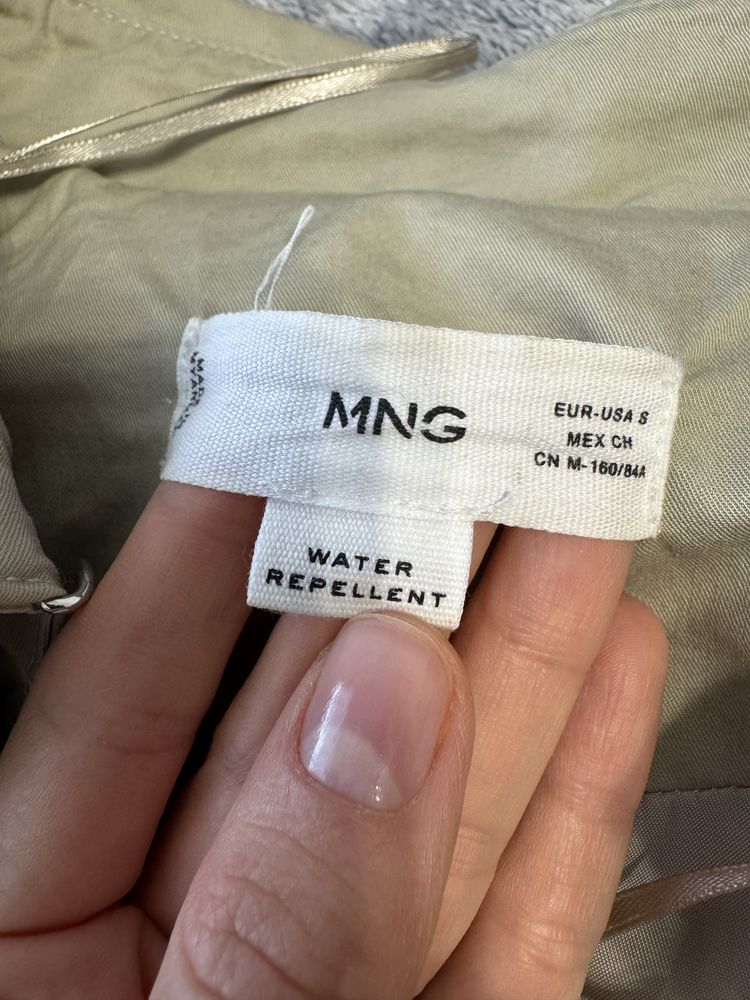 MNG
EUR-USA S
MEX CH
CN M-160/84A
WATER
REPELLENT